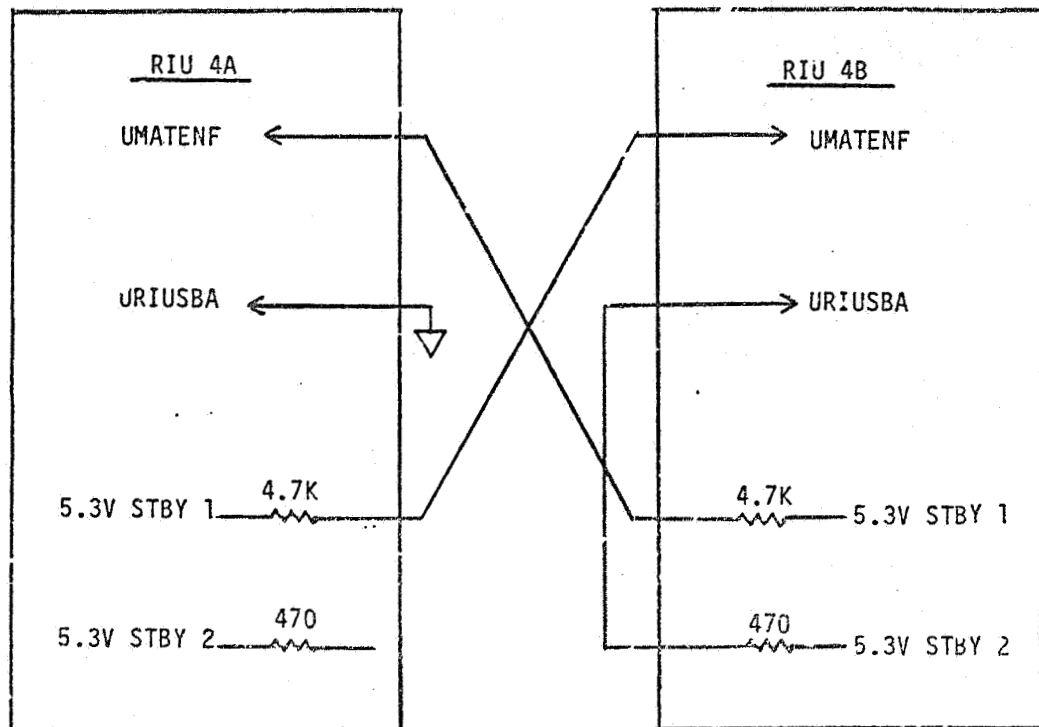 RIU 4A
UMATENF
URIUSBA
4.7K
5.3V STBY 1
470
5.3V STBY 2
RIU 4B
UMATENF
URIUSBA
4.7K
5.3V STBY 1
470
5.3V STBY 2